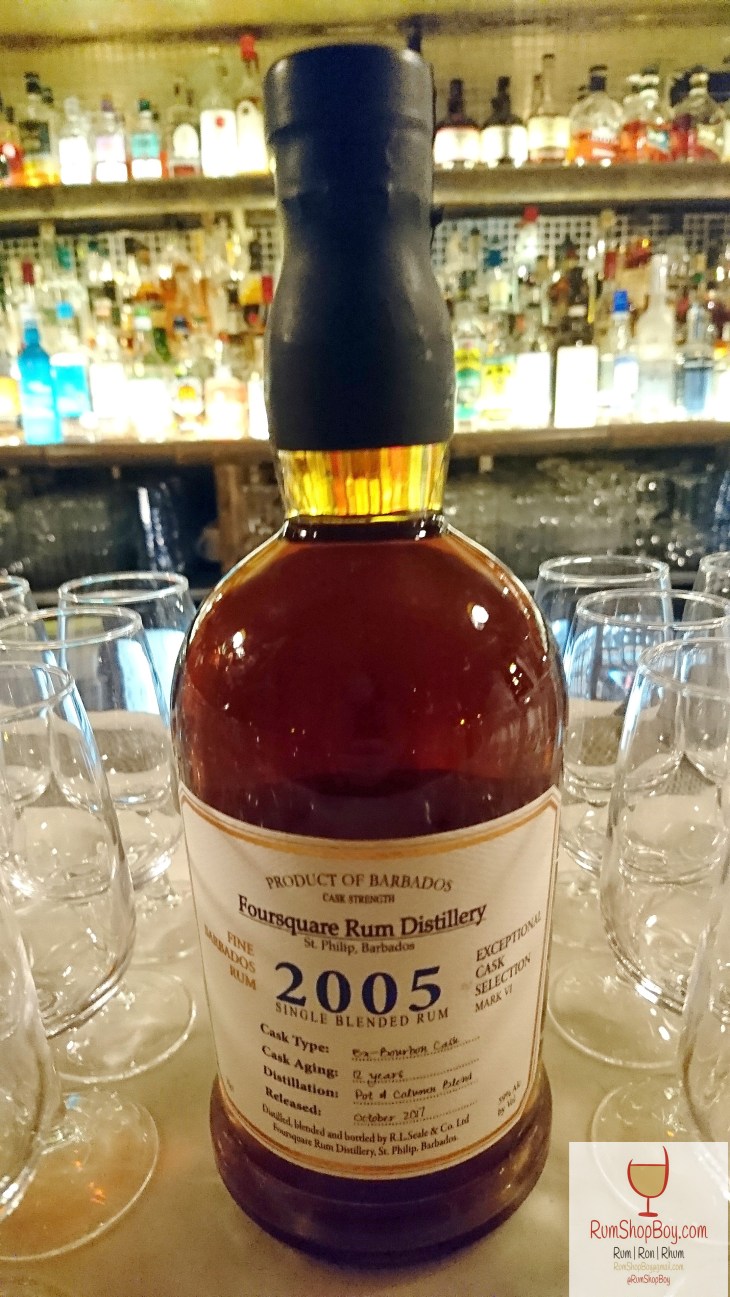 PRODUCT OF BARBADOS
CASK STRENGTH
Foursquare Rum Distillery
St. Philip, Barbados
FINE
BARBADOS
RUM
2005
SINGLE BLENDED RUM
EXCEPTIONAL
CASK
SELECTION
MARK VI
Cask Type: Ex-Bourbon Cask
Cask Aging: 12 years
Distillation: Pot & Column Blend
Released: October 2017
59% Alc
by Vol
Distilled, blended and bottled by R.L.Seale & Co. Ltd
Foursquare Rum Distillery, St. Philip, Barbados.
RumShopBoy.com
Rum | Ron | Rhum
RumShopBoy@gmail.com
@RumShopBoy